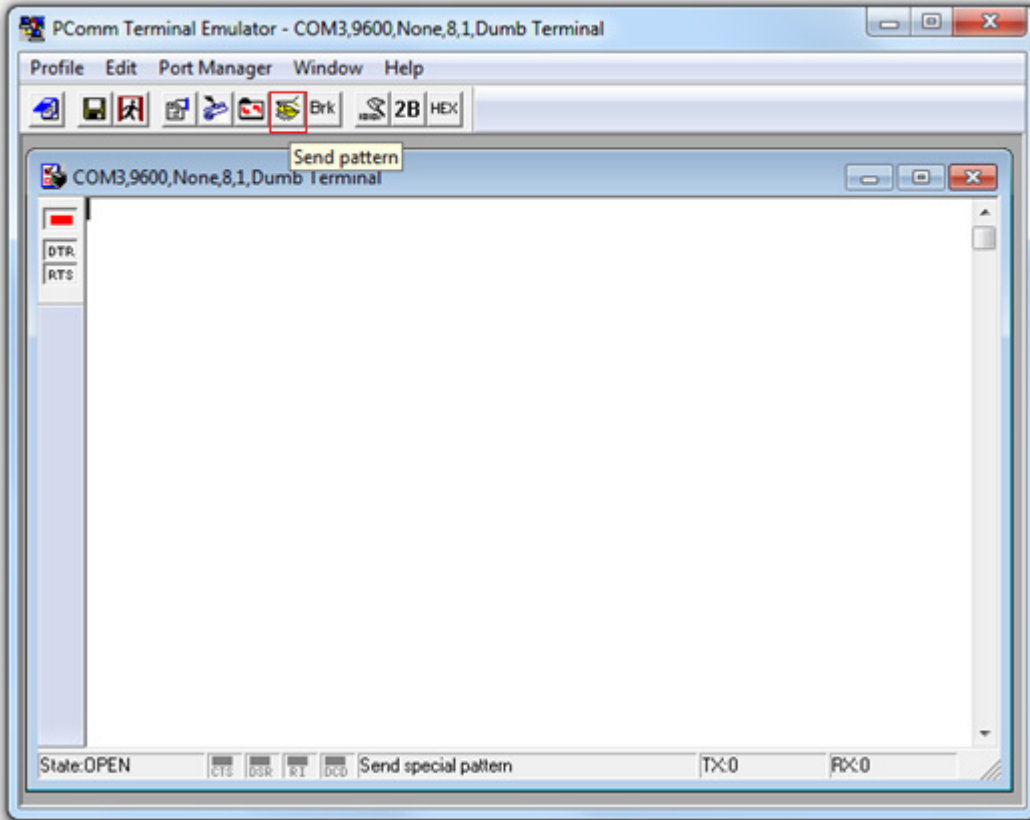 PComm Terminal Emulator - COM3,9600,None,8,1,Dumb Terminal
Profile Edit Port Manager Window Help
Brk 2B HEX
Send pattern
COM3,9600,None,8,1,Dumb Terminal
DTR
RTS
State:OPEN CTS DSR RI DCD Send special pattern TX:0 RX:0